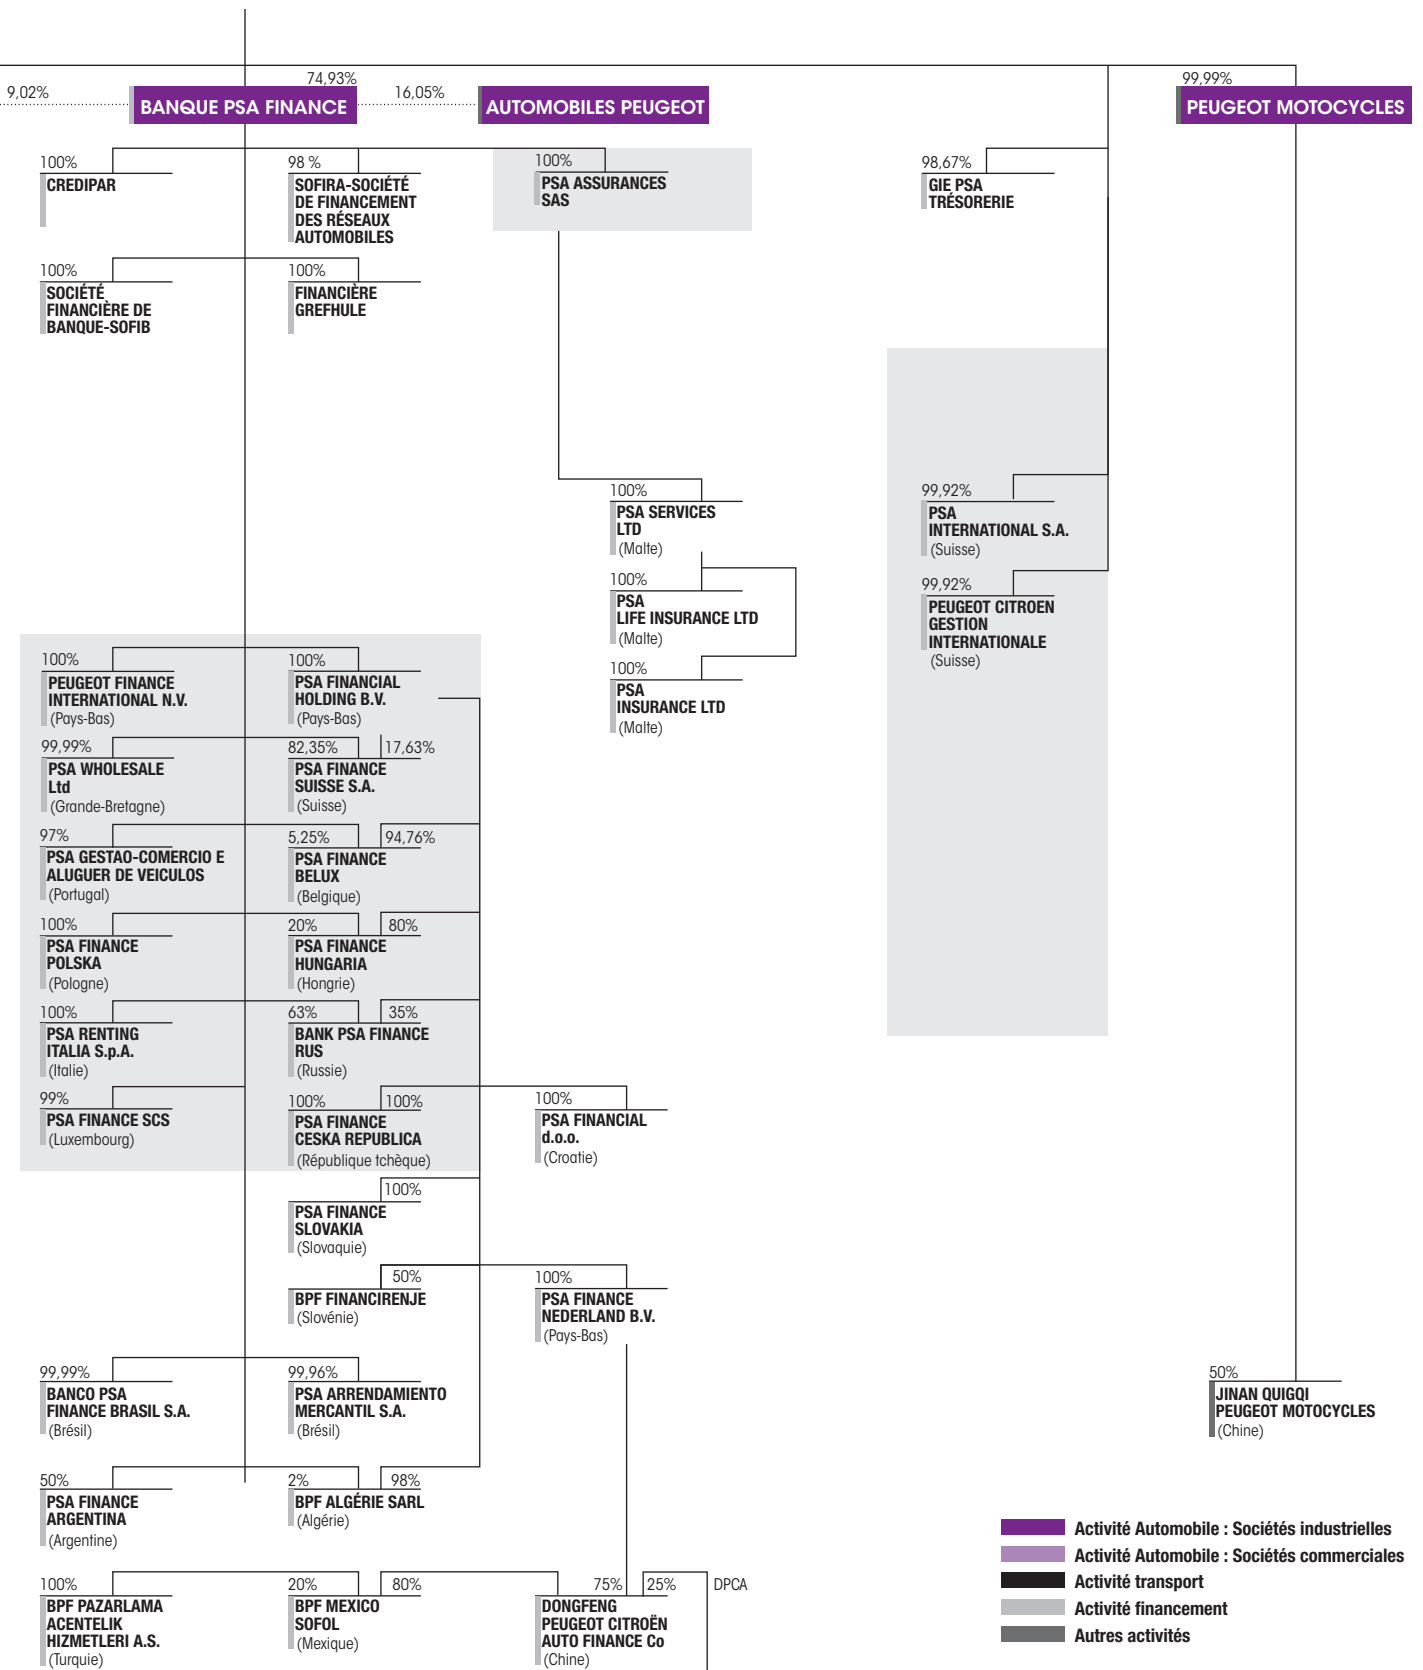 9,02%
74,93%
16,05%
99,99%
BANQUE PSA FINANCE
AUTOMOBILES PEUGEOT
PEUGEOT MOTOCYCLES
100%
CREDIPAR
98 %
SOFIRA-SOCIÉTÉ
DE FINANCEMENT
DES RÉSEAUX
AUTOMOBILES
100%
PSA ASSURANCES
SAS
98,67%
GIE PSA
TRÉSORERIE
100%
SOCIÉTÉ
FINANCIÈRE DE
BANQUE-SOFIB
100%
FINANCIÈRE
GREFHULE
100%
PSA SERVICES
LTD
(Malte)
99,92%
PSA
INTERNATIONAL S.A.
(Suisse)
100%
PSA
LIFE INSURANCE LTD
(Malte)
99,92%
PEUGEOT CITROEN
GESTION
INTERNATIONALE
(Suisse)
100%
PSA
INSURANCE LTD
(Malte)
100%
PEUGEOT FINANCE
INTERNATIONAL N.V.
(Pays-Bas)
100%
PSA FINANCIAL
HOLDING B.V.
(Pays-Bas)
99,99%
PSA WHOLESALE
Ltd
(Grande-Bretagne)
82,35%
17,63%
PSA FINANCE
SUISSE S.A.
(Suisse)
97%
PSA GESTAO-COMERCIO E
ALUGUER DE VEICULOS
(Portugal)
5,25%
94,76%
PSA FINANCE
BELUX
(Belgique)
100%
PSA FINANCE
POLSKA
(Pologne)
20%
80%
PSA FINANCE
HUNGARIA
(Hongrie)
100%
PSA RENTING
ITALIA S.p.A.
(Italie)
63%
35%
BANK PSA FINANCE
RUS
(Russie)
99%
PSA FINANCE SCS
(Luxembourg)
100%
100%
PSA FINANCE
CESKA REPUBLICA
(République tchèque)
100%
PSA FINANCIAL
d.o.o.
(Croatie)
100%
PSA FINANCE
SLOVAKIA
(Slovaquie)
50%
BPF FINANCIRENJE
(Slovénie)
100%
PSA FINANCE
NEDERLAND B.V.
(Pays-Bas)
99,99%
BANCO PSA
FINANCE BRASIL S.A.
(Brésil)
99,96%
PSA ARRENDAMIENTO
MERCANTIL S.A.
(Brésil)
50%
JINAN QUIGQI
PEUGEOT MOTOCYCLES
(Chine)
50%
PSA FINANCE
ARGENTINA
(Argentine)
2%
98%
BPF ALGÉRIE SARL
(Algérie)
100%
BPF PAZARLAMA
ACENTELIK
HIZMETLERI A.S.
(Turquie)
20%
80%
BPF MEXICO
SOFOL
(Mexique)
75%
25%
DPCA
DONGFENG
PEUGEOT CITROËN
AUTO FINANCE Co
(Chine)
Activité Automobile : Sociétés industrielles
Activité Automobile : Sociétés commerciales
Activité transport
Activité financement
Autres activités